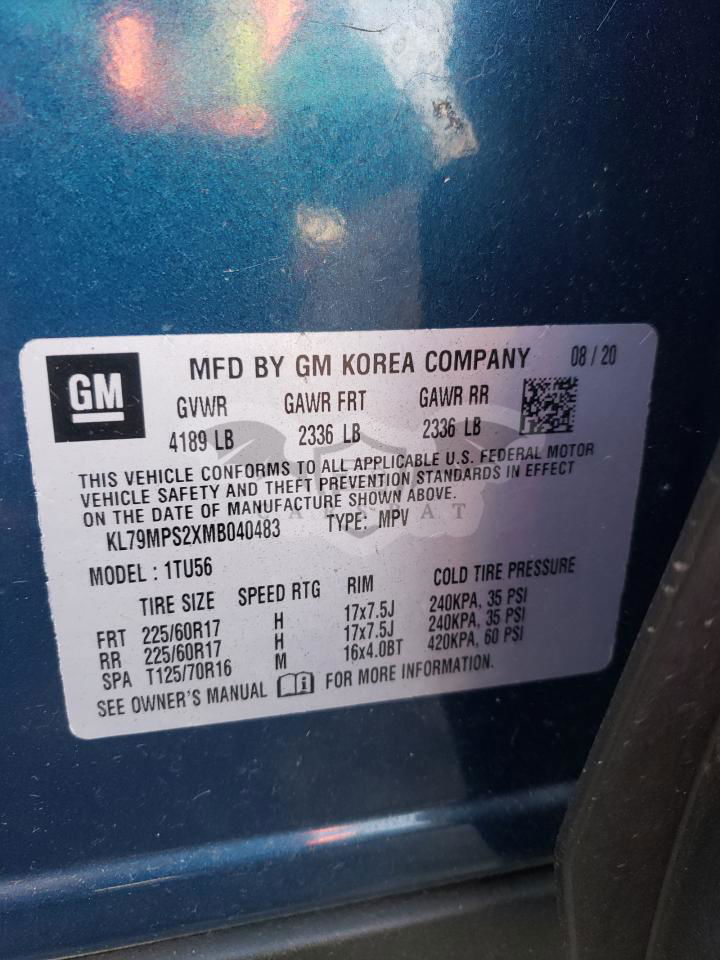 GM
MFD BY GM KOREA COMPANY 08 / 20
GVWR GAWR FRT GAWR RR
4189 LB 2336 LB 2336 LB
THIS VEHICLE CONFORMS TO ALL APPLICABLE U.S. FEDERAL MOTOR
VEHICLE SAFETY AND THEFT PREVENTION STANDARDS IN EFFECT
ON THE DATE OF MANUFACTURE SHOWN ABOVE.
KL79MPS2XMB040483 TYPE: MPV
MODEL : 1TU56
TIRE SIZE SPEED RTG RIM COLD TIRE PRESSURE
FRT 225/60R17 H 17x7.5J 240KPA, 35 PSI
RR 225/60R17 H 17x7.5J 240KPA, 35 PSI
SPA T125/70R16 M 16x4.0BT 420KPA, 60 PSI
SEE OWNER'S MANUAL FOR MORE INFORMATION.